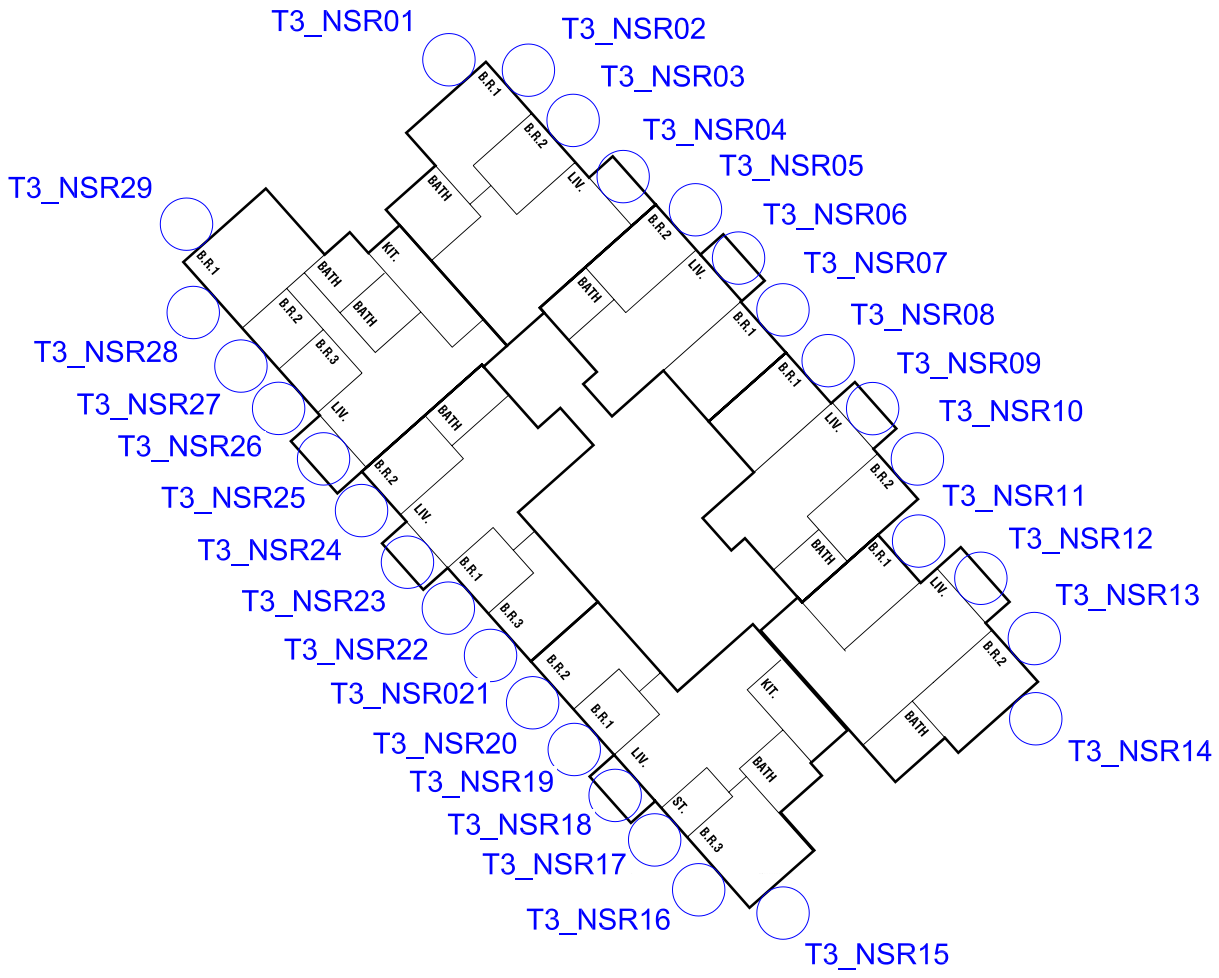 T3_NSR01
T3_NSR02
B.R.1
T3_NSR03
B.R.2
T3_NSR04
T3_NSR05
LIV.
BATH
T3_NSR29
B.R.2
T3_NSR06
KIT.
B.R.1
LIV.
T3_NSR07
BATH
BATH
B.R.2
BATH
B.R.1
T3_NSR08
T3_NSR28
B.R.3
B.R.1
T3_NSR09
T3_NSR27
LIV.
BATH
LIV.
T3_NSR10
T3_NSR26
B.R.2
B.R.2
T3_NSR25
T3_NSR11
LIV.
T3_NSR24
BATH
B.R.1
T3_NSR12
B.R.1
LIV.
T3_NSR23
B.R.3
T3_NSR13
T3_NSR22
B.R.2
B.R.2
KIT.
T3_NSR021
B.R.1
BATH
T3_NSR20
LIV.
T3_NSR14
T3_NSR19
BATH
ST.
T3_NSR18
B.R.3
T3_NSR17
T3_NSR16
T3_NSR15